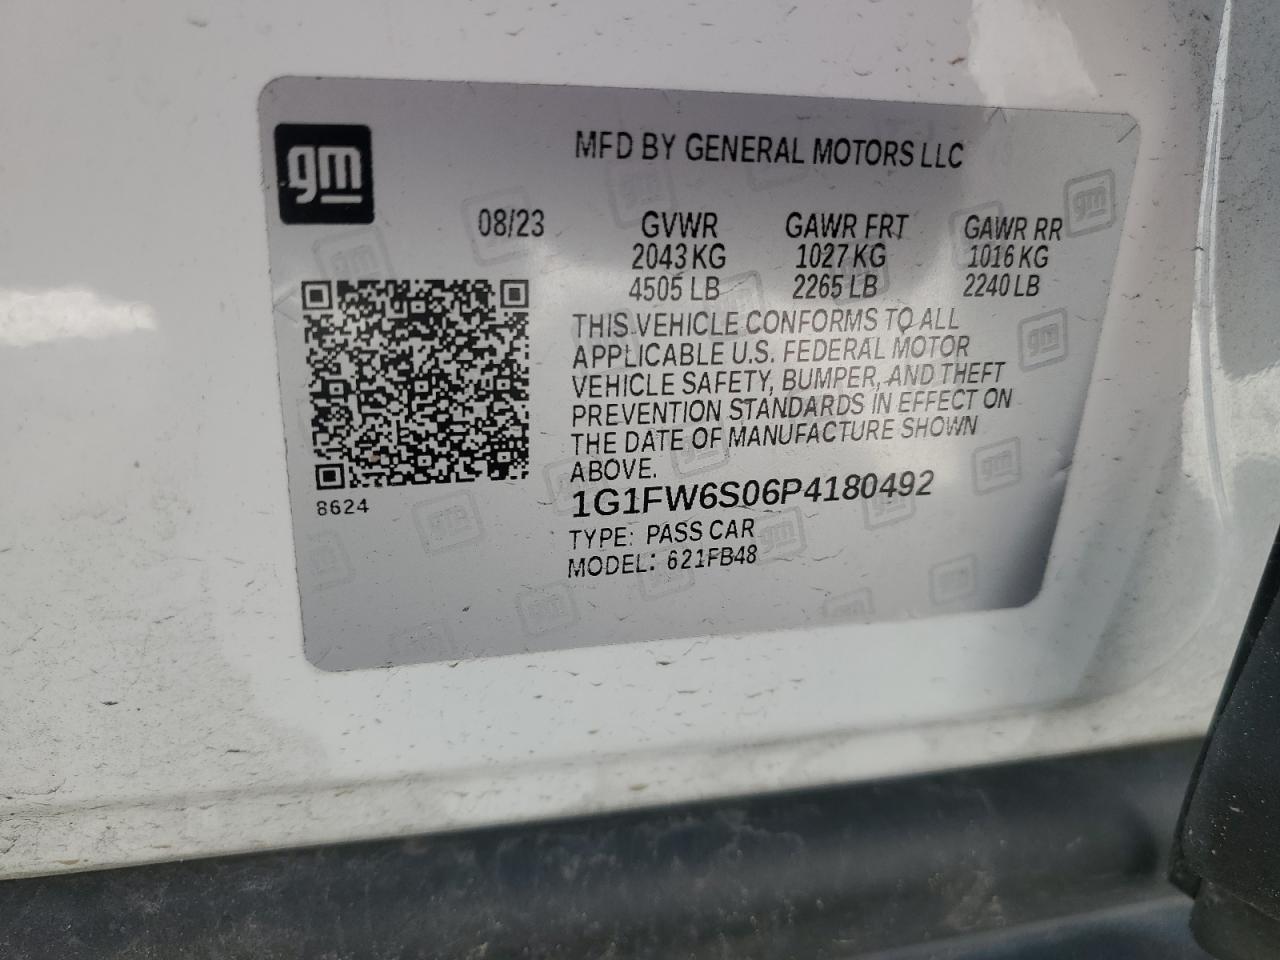 gm
MFD BY GENERAL MOTORS LLC
08/23 GVWR GAWR FRT GAWR RR
2043 KG 1027 KG 1016 KG
4505 LB 2265 LB 2240 LB
THIS VEHICLE CONFORMS TO ALL
APPLICABLE U.S. FEDERAL MOTOR
VEHICLE SAFETY, BUMPER, AND THEFT
PREVENTION STANDARDS IN EFFECT ON
THE DATE OF MANUFACTURE SHOWN
ABOVE.
8624
1G1FW6S06P4180492
TYPE: PASS CAR
MODEL: 621FB48